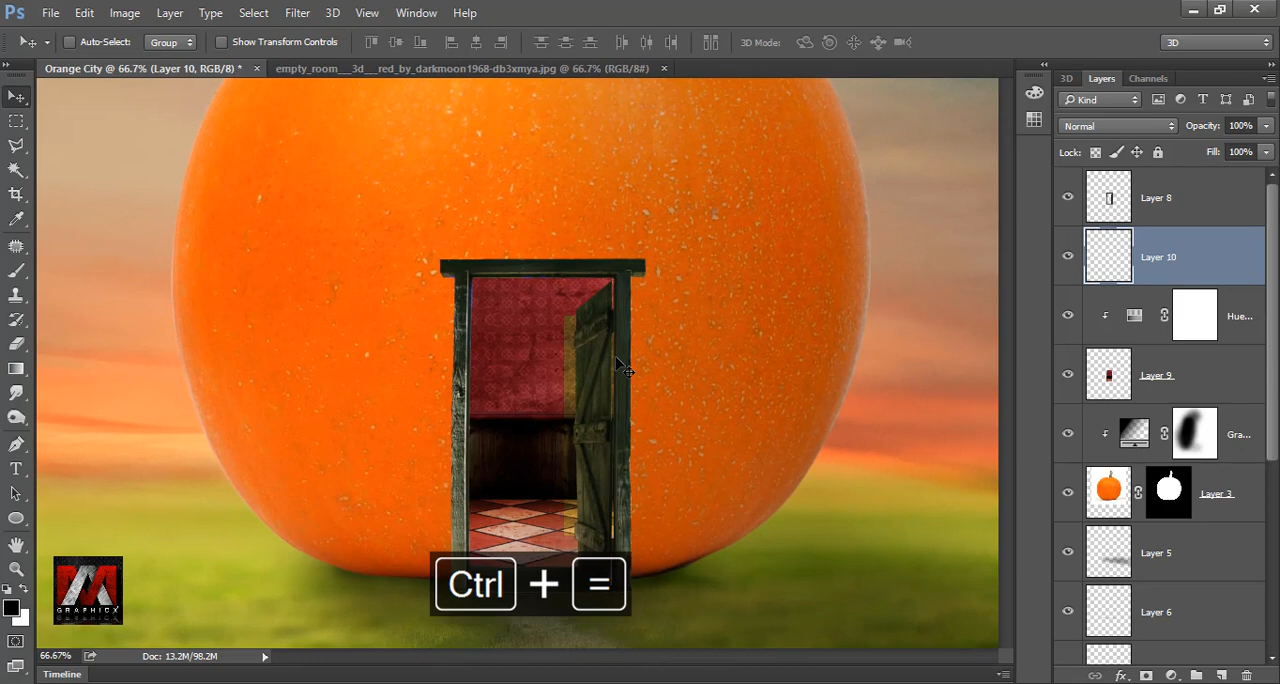 Ps File Edit Image Layer Type Select Filter 3D View Window Help
Auto-Select: Group Show Transform Controls 3D Mode: 3D
Orange City @ 66.7% (Layer 10, RGB/8) * × empty_room___3d___red_by_darkmoon1968-db3xmya.jpg @ 66.7% (RGB/8#) ×
3D Layers Channels
Kind
Normal Opacity: 100%
Lock: Fill: 100%
Layer 8
Layer 10
Hue...
Layer 9
Gra...
Layer 3
Layer 5
Layer 6
Ctrl + =
GRAPHICX
66.67% Doc: 13.2M/98.2M
Timeline